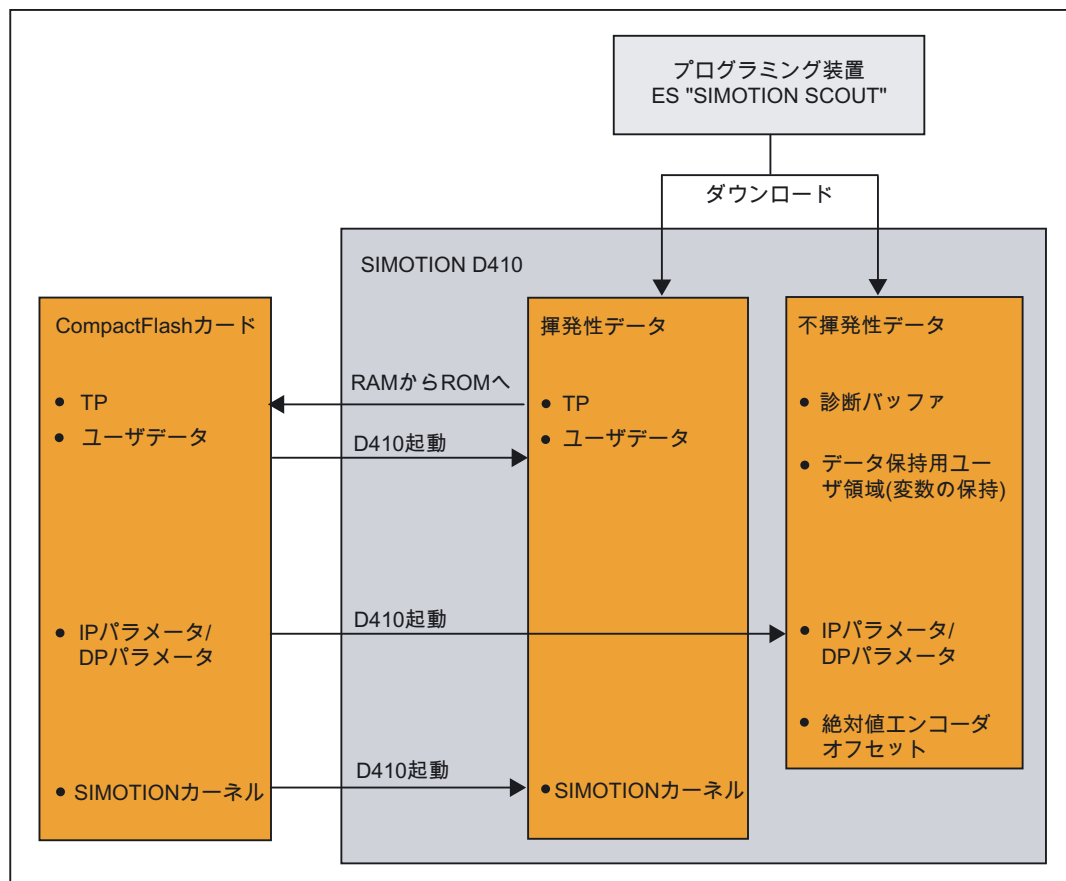 プログラミング装置
ES "SIMOTION SCOUT"
ダウンロード
SIMOTION D410
CompactFlashカード
• TP
• ユーザデータ
• IPパラメータ/
DPパラメータ
• SIMOTIONカーネル
RAMからROMへ
D410起動
D410起動
D410起動
揮発性データ
• TP
• ユーザデータ
• SIMOTIONカーネル
不揮発性データ
• 診断バッファ
• データ保持用ユー
ザ領域(変数の保持)
• IPパラメータ/
DPパラメータ
• 絶対値エンコーダ
オフセット